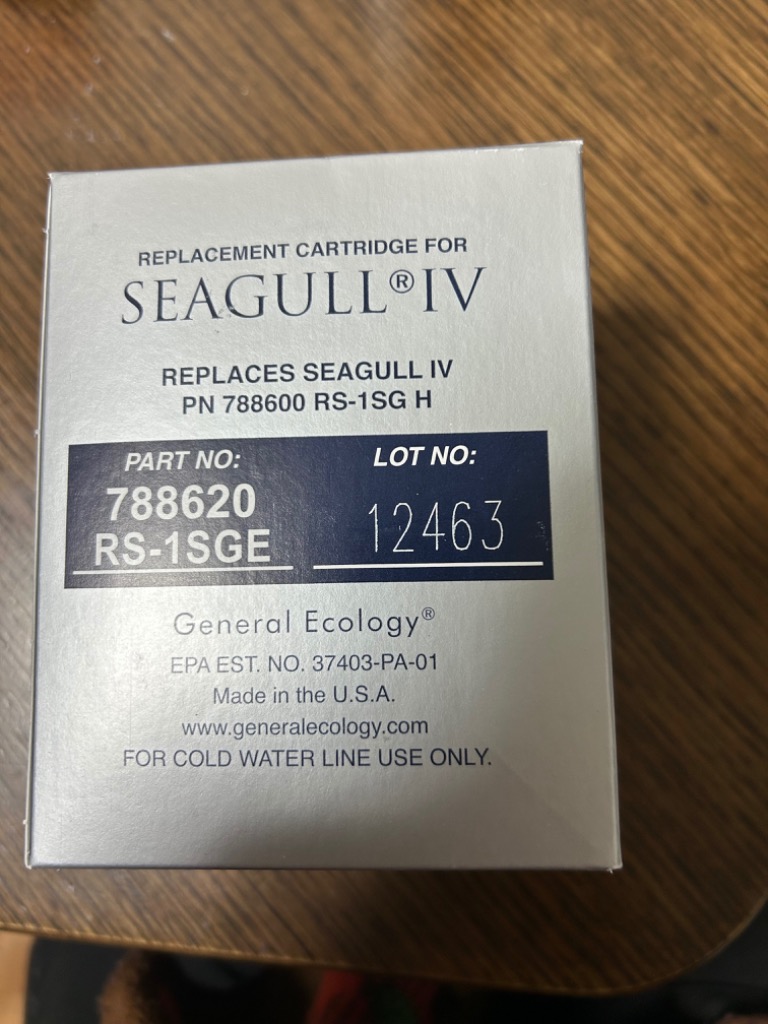 REPLACEMENT CARTRIDGE FOR
SEAGULL® IV
REPLACES SEAGULL IV
PN 788600 RS-1SG H
PART NO:
788620
RS-1SGE
LOT NO:
12463
General Ecology®
EPA EST. NO. 37403-PA-01
Made in the U.S.A.
www.generalecology.com
FOR COLD WATER LINE USE ONLY.